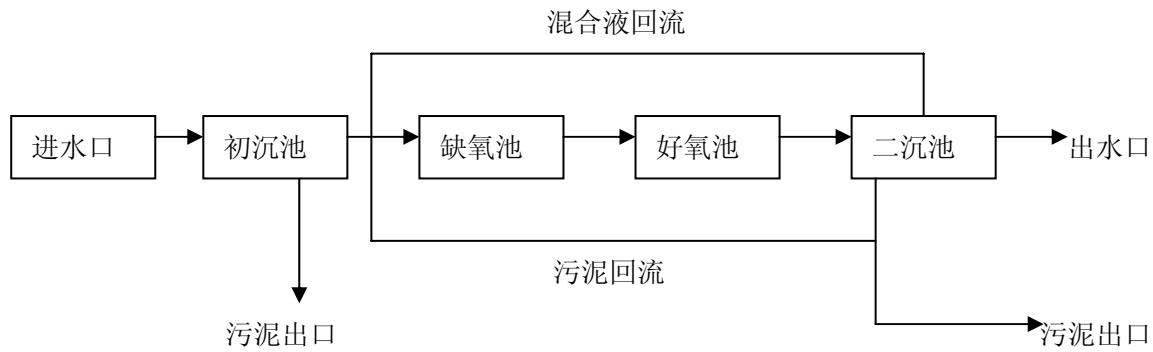 混合液回流
进水口
初沉池
缺氧池
好氧池
二沉池
出水口
污泥回流
污泥出口
污泥出口